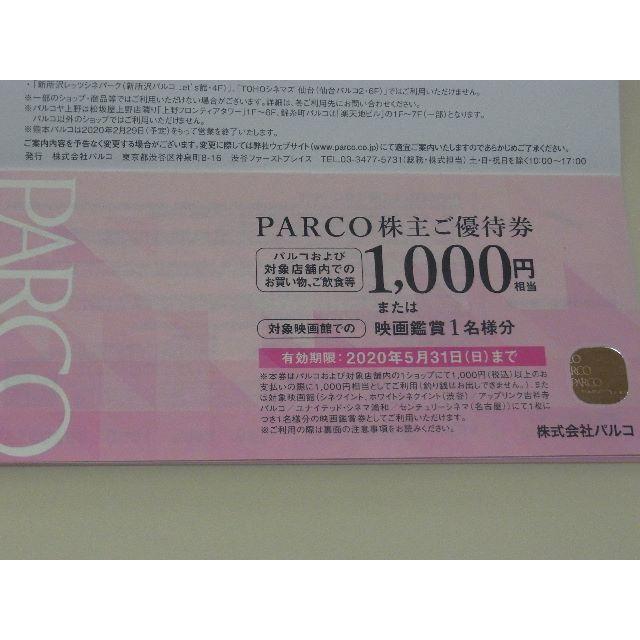 ・「新所沢レッツシネパーク(新所沢パルコ Let's館・4F)」、「TOHOシネマズ 仙台(仙台パルコ2・6F)」ではご利用いただけません。
※一部のショップ・商品等ではご利用いただけない場合がございます。詳細は、各ご利用先にお問い合わせください。
※パルコヤ上野は松坂屋上野店隣り「上野フロンティアタワー」1F〜6F、錦糸町パルコは「楽天地ビル」の1F〜7F(一部)となります。
パルコ以外のショップではご利用いただけません。
※熊本パルコは2020年2月29日(予定)をもって営業を終了いたします。
ご案内内容を予告なく変更する場合がございます。変更に際しては弊社ウェブサイト(www.parco.co.jp)にて適宜ご案内いたしますのであらかじめご了承ください。
発行 株式会社パルコ 東京都渋谷区神泉町8-16 渋谷ファーストプレイス TEL.03-3477-5731(総務・株式担当) 土・日・祝日を除く10:00〜17:00
PARCO
PARCO 株主ご優待券
パルコおよび
対象店舗内での
お買い物、ご飲食等
1,000円
相当
または
対象映画館での 映画鑑賞1名様分
有効期限：2020年5月31日(日)まで
※本券はパルコおよび対象店舗内の1ショップにて1,000円(税込)以上のお
支払いの際に1,000円相当としてご利用(釣り銭はお出しできません。)、また
は対象映画館(シネクイント、ホワイトシネクイント(渋谷)／アップリンク吉祥寺
パルコ／ユナイテッド・シネマ浦和／センチュリーシネマ(名古屋))にて1枚に
つき1名様分の映画鑑賞券としてご利用いただけます。
※ご利用の際は裏面の注意事項をお読みください。
PARCO
PARCO
株式会社パルコ